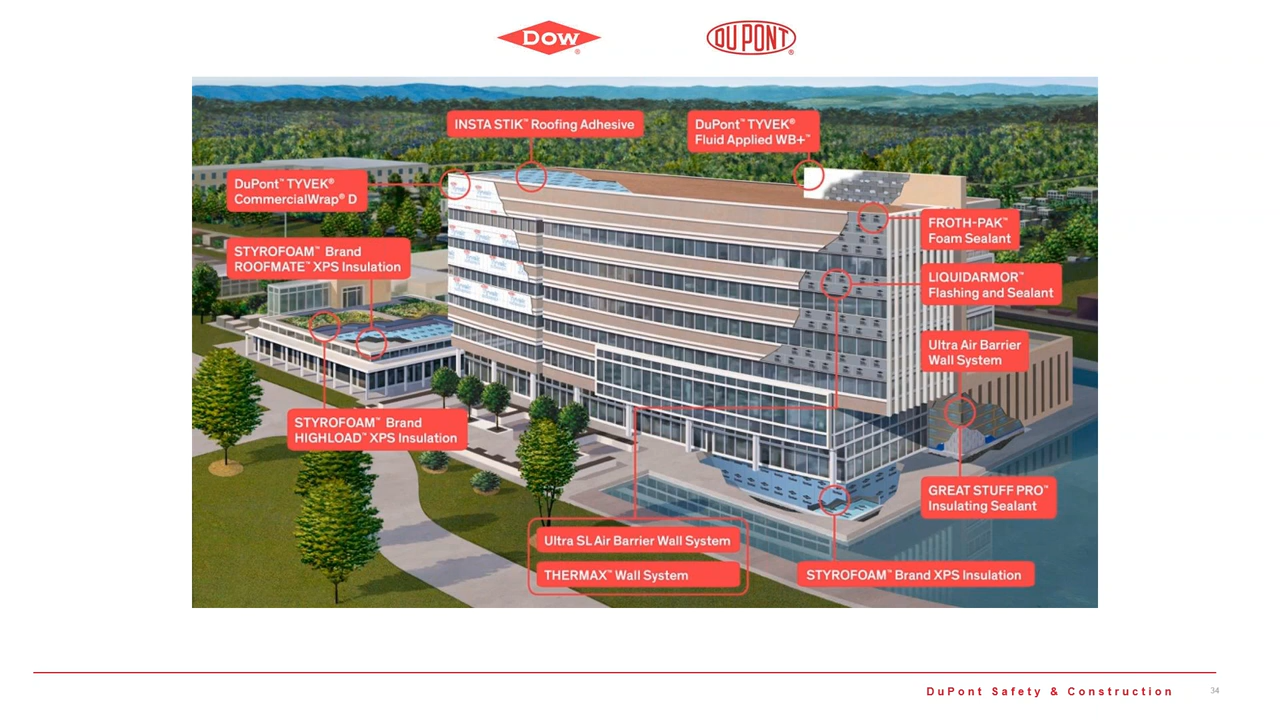 DOW®
DU PONT®
INSTA STIK™ Roofing Adhesive
DuPont™ TYVEK®
Fluid Applied WB+™
DuPont™ TYVEK®
CommercialWrap® D
STYROFOAM™ Brand
ROOFMATE™ XPS Insulation
FROTH-PAK™
Foam Sealant
LIQUIDARMOR™
Flashing and Sealant
Ultra Air Barrier
Wall System
STYROFOAM™ Brand
HIGHLOAD™ XPS Insulation
GREAT STUFF PRO™
Insulating Sealant
Ultra SL Air Barrier Wall System
THERMAX™ Wall System
STYROFOAM™ Brand XPS Insulation
DuPont Safety & Construction
34